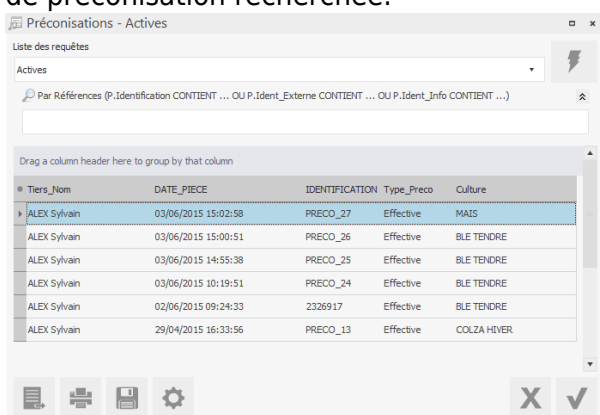 de préconisation recherchée.
Préconisations - Actives
Liste des requêtes
Actives
Par Références (P.Identification CONTIENT ... OU P.Ident_Externe CONTIENT ... OU P.Ident_Info CONTIENT ...)
Drag a column header here to group by that column
Tiers_Nom DATE_PIECE IDENTIFICATION Type_Preco Culture
ALEX Sylvain 03/06/2015 15:02:58 PRECO_27 Effective MAIS
ALEX Sylvain 03/06/2015 15:00:51 PRECO_26 Effective BLE TENDRE
ALEX Sylvain 03/06/2015 14:55:38 PRECO_25 Effective BLE TENDRE
ALEX Sylvain 03/06/2015 10:19:51 PRECO_24 Effective BLE TENDRE
ALEX Sylvain 02/06/2015 09:24:33 2326917 Effective BLE TENDRE
ALEX Sylvain 29/04/2015 16:33:56 PRECO_13 Effective COLZA HIVER